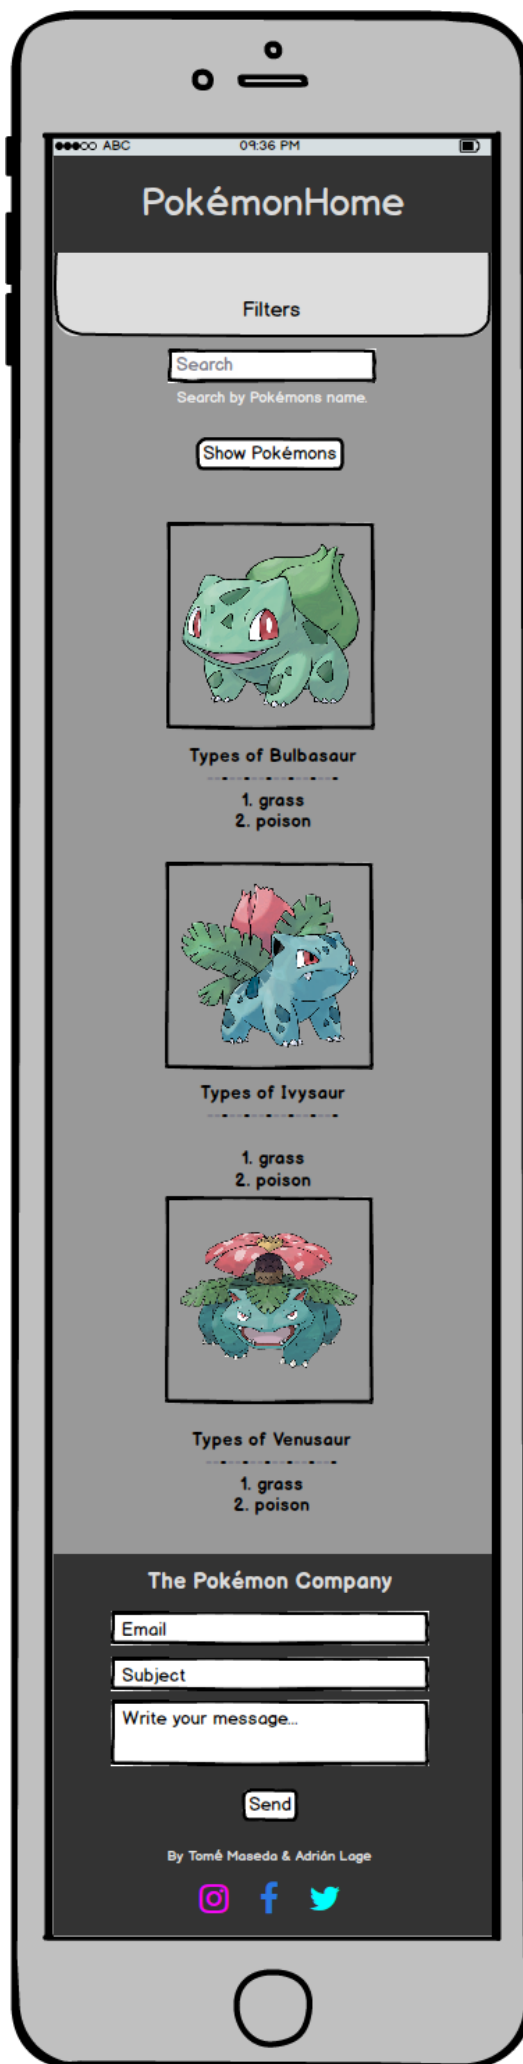 ABC 09:36 PM
PokémonHome
Filters
Search
Search by Pokémons name.
Show Pokémons
Types of Bulbasaur
1. grass
2. poison
Types of Ivysaur
1. grass
2. poison
Types of Venusaur
1. grass
2. poison
The Pokémon Company
Email
Subject
Write your message...
Send
By Tomé Maseda & Adrián Lage